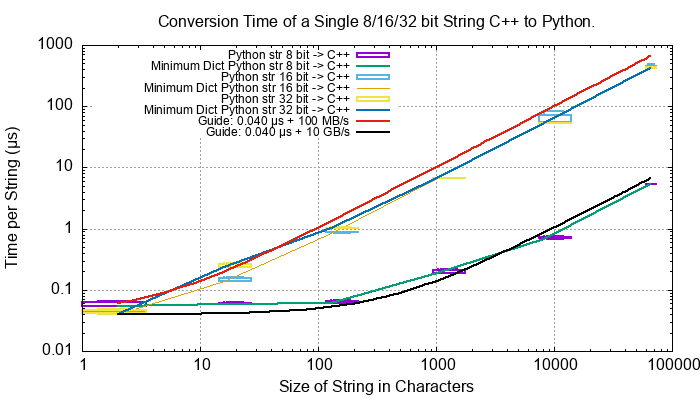 Conversion Time of a Single 8/16/32 bit String C++ to Python.
1000
100
10
1
0.1
0.01
Time per String (µs)
Python str 8 bit -> C++
Minimum Dict Python str 8 bit -> C++
Python str 16 bit -> C++
Minimum Dict Python str 16 bit -> C++
Python str 32 bit -> C++
Minimum Dict Python str 32 bit -> C++
Guide: 0.040 µs + 100 MB/s
Guide: 0.040 µs + 10 GB/s
1 10 100 1000 10000 100000
Size of String in Characters